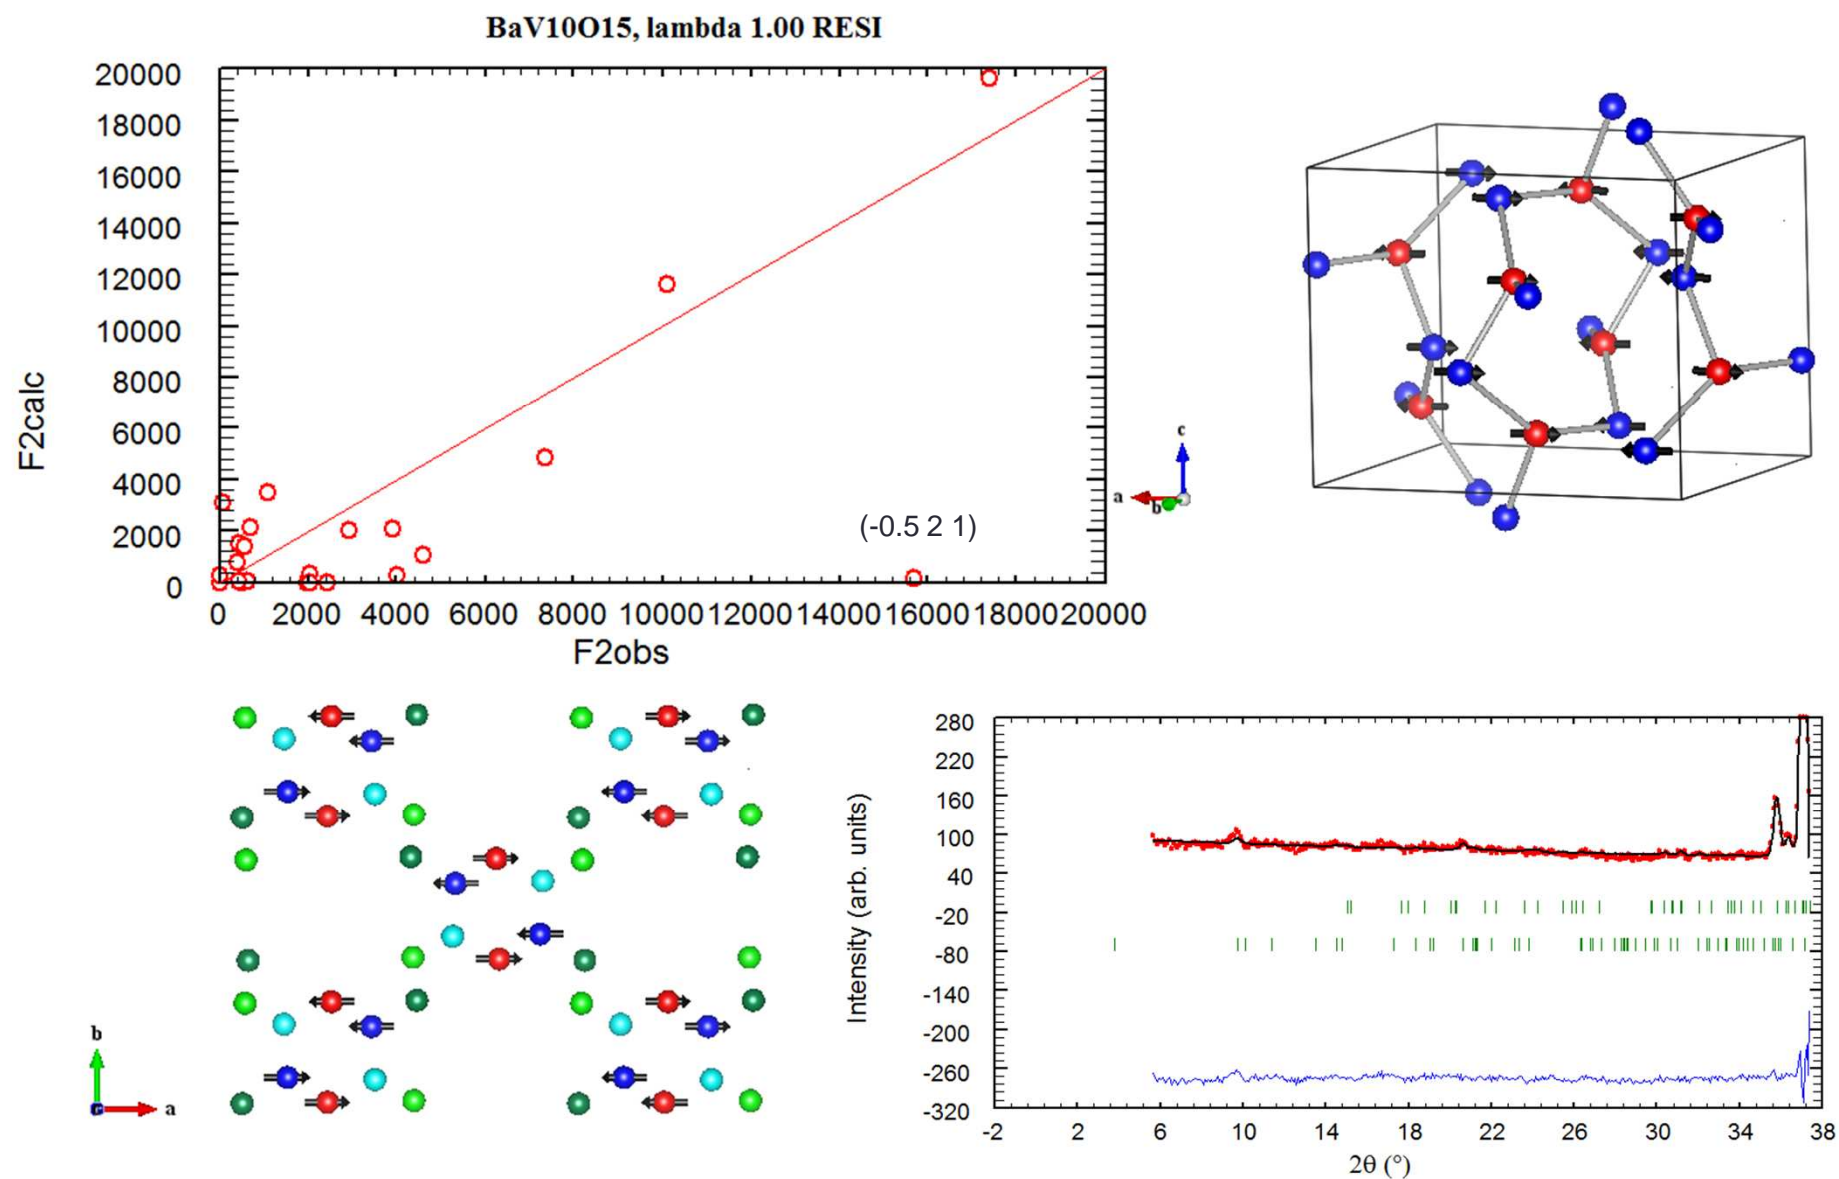 BaV10O15, lambda 1.00 RESI
20000
18000
16000
14000
12000
10000
8000
6000
4000
2000
0
F2calc
(-0.5 2 1)
0 2000 4000 6000 8000 10000 12000 14000 16000 18000 20000
F2obs
c
a
b
b
a
280
220
160
100
40
-20
-80
-140
-200
-260
-320
Intensity (arb. units)
-2 2 6 10 14 18 22 26 30 34 38
2θ (°)